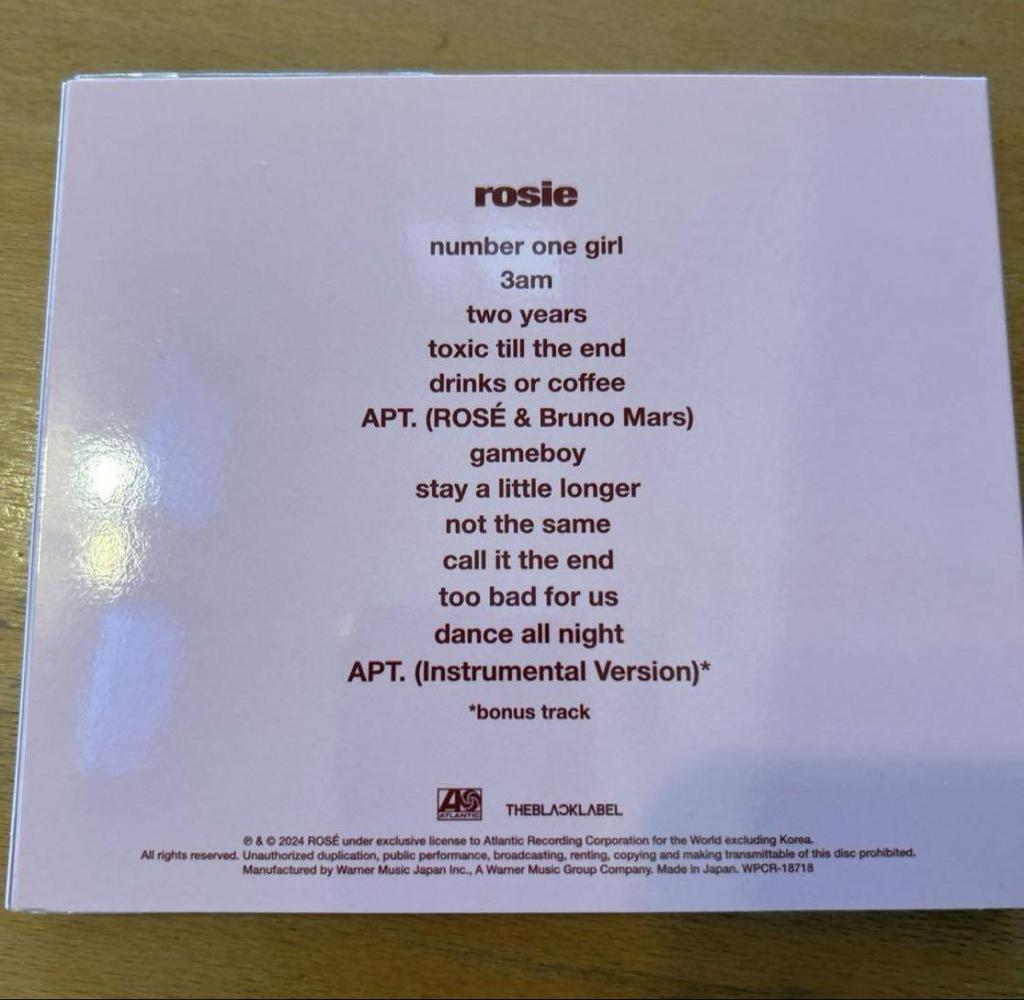 rosie
number one girl
3am
two years
toxic till the end
drinks or coffee
APT. (ROSÉ & Bruno Mars)
gameboy
stay a little longer
not the same
call it the end
too bad for us
dance all night
APT. (Instrumental Version)*
*bonus track
ATLANTIC THEBLACKLABEL
℗ & © 2024 ROSÉ under exclusive license to Atlantic Recording Corporation for the World excluding Korea.
All rights reserved. Unauthorized duplication, public performance, broadcasting, renting, copying and making transmittable of this disc prohibited.
Manufactured by Warner Music Japan Inc., A Warner Music Group Company. Made in Japan. WPCR-18718